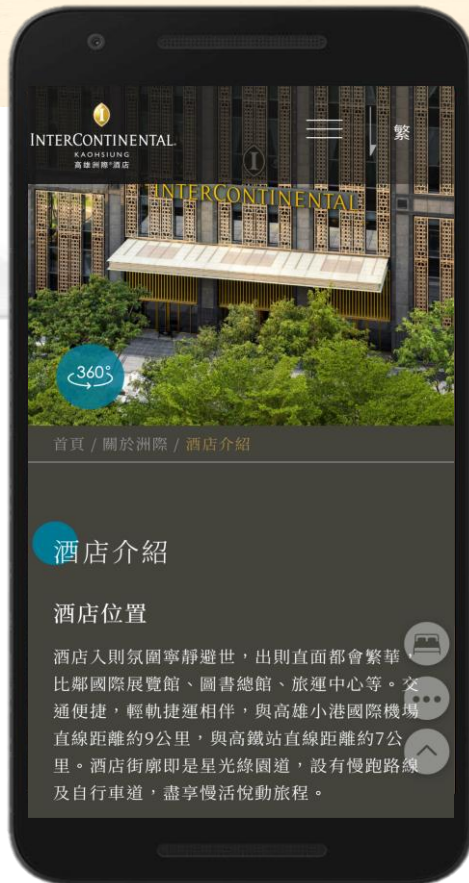 INTERCONTINENTAL
KAOHSIUNG
高雄洲際®酒店
繁
INTERCONTINENTAL
360°
首頁 / 關於洲際 / 酒店介紹
酒店介紹
酒店位置
酒店入則氛圍寧靜避世，出則直面都會繁華，
比鄰國際展覽館、圖書總館、旅運中心等。交
通便捷，輕軌捷運相伴，與高雄小港國際機場
直線距離約9公里，與高鐵站直線距離約7公
里。酒店街廓即是星光綠園道，設有慢跑路線
及自行車道，盡享慢活悅動旅程。